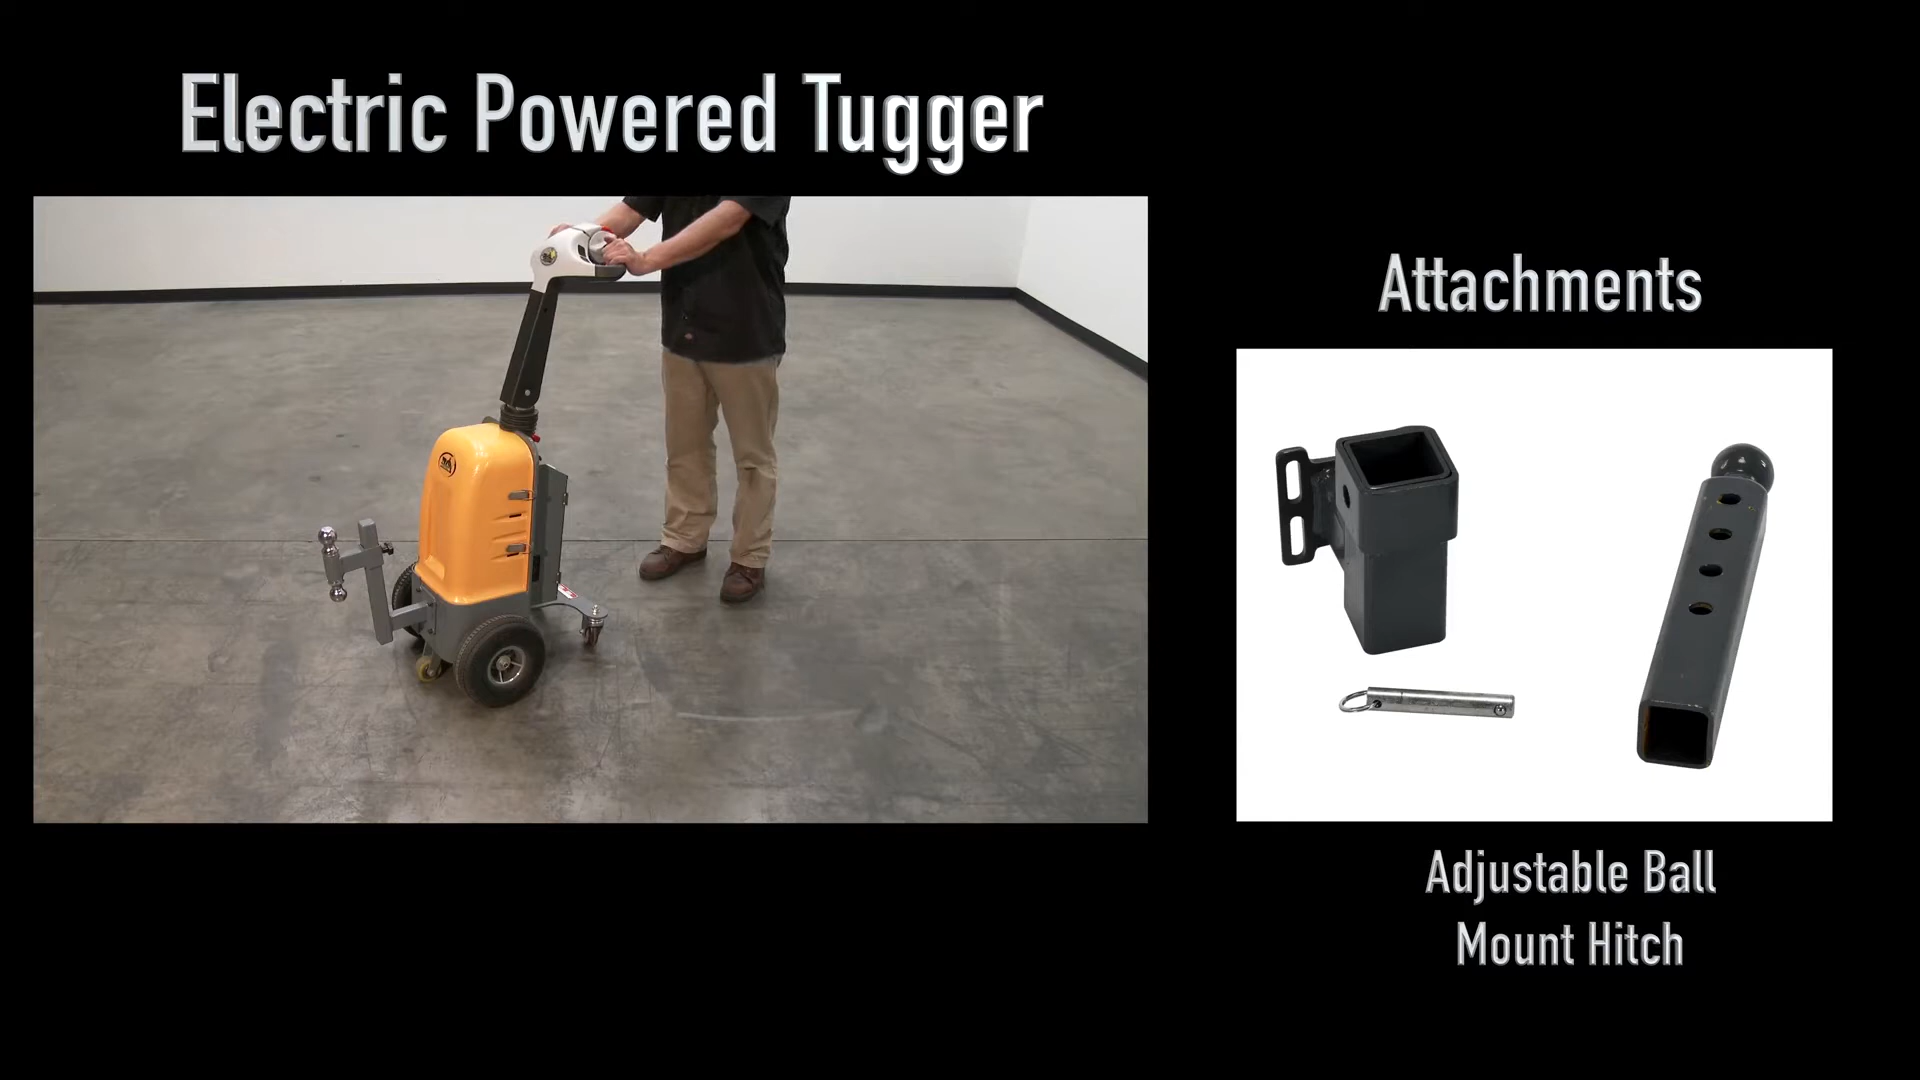 Electric Powered Tugger
Attachments
Adjustable Ball
Mount Hitch